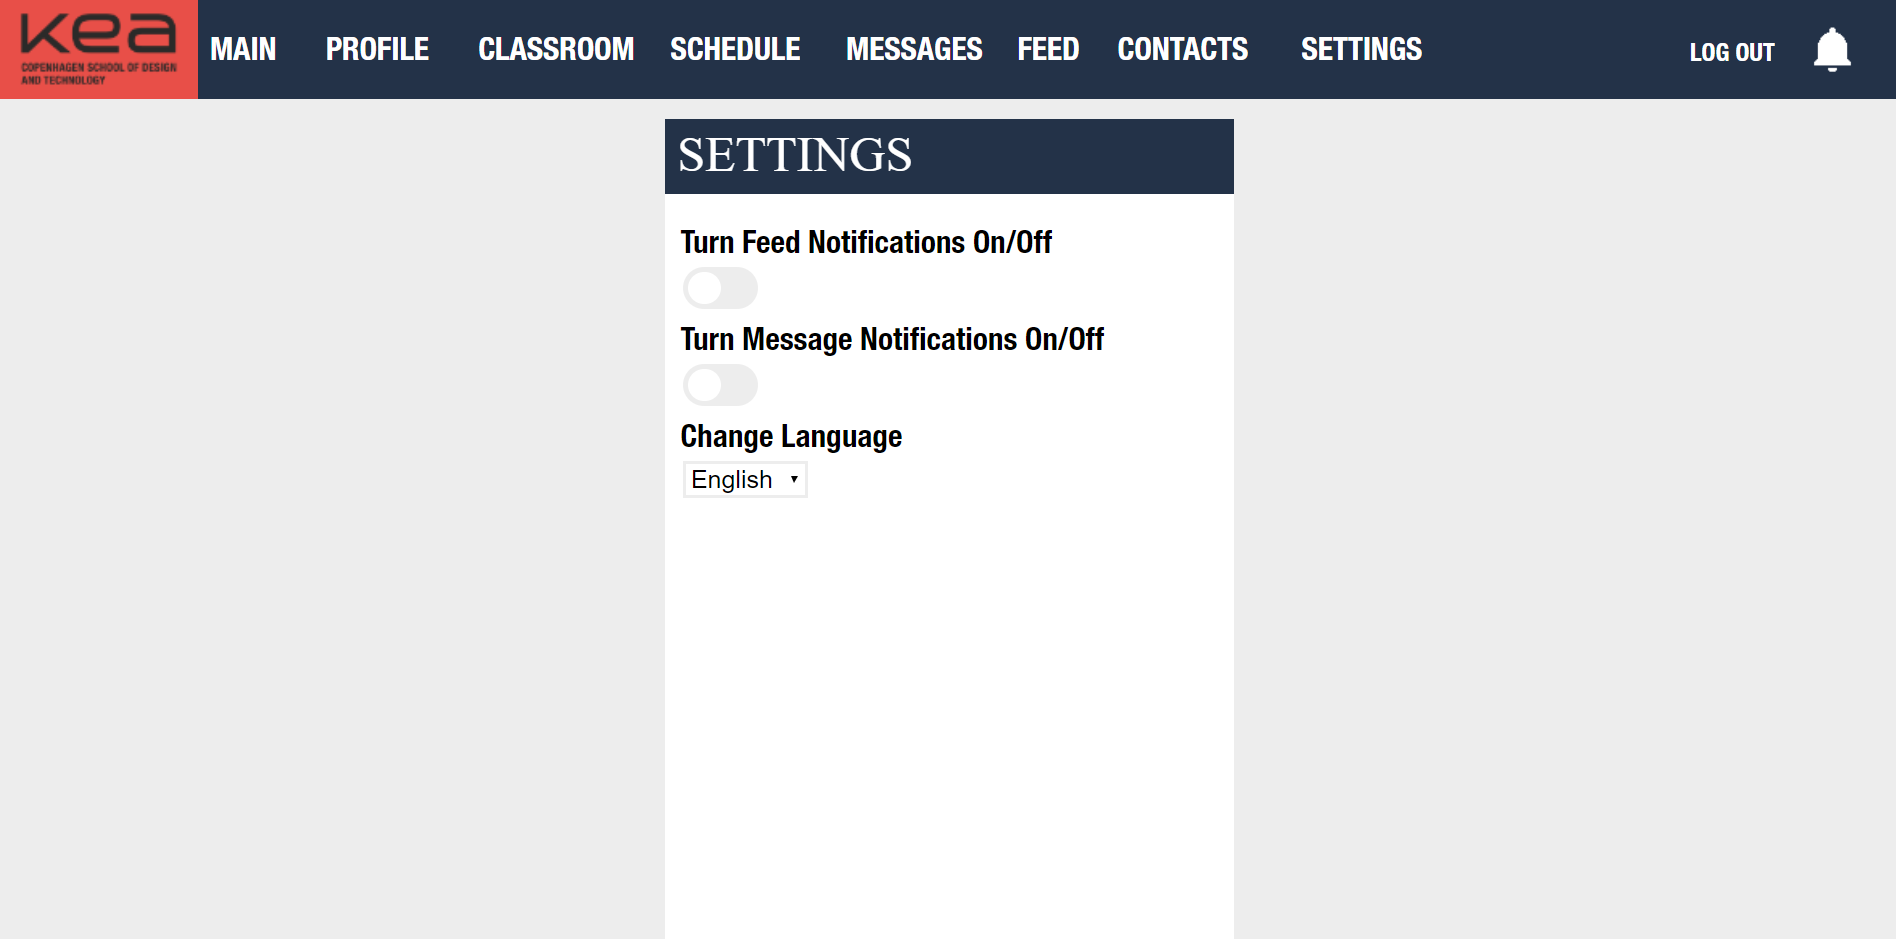 kea
COPENHAGEN SCHOOL OF DESIGN
AND TECHNOLOGY
MAIN PROFILE CLASSROOM SCHEDULE MESSAGES FEED CONTACTS SETTINGS LOG OUT
SETTINGS
Turn Feed Notifications On/Off
Turn Message Notifications On/Off
Change Language
English